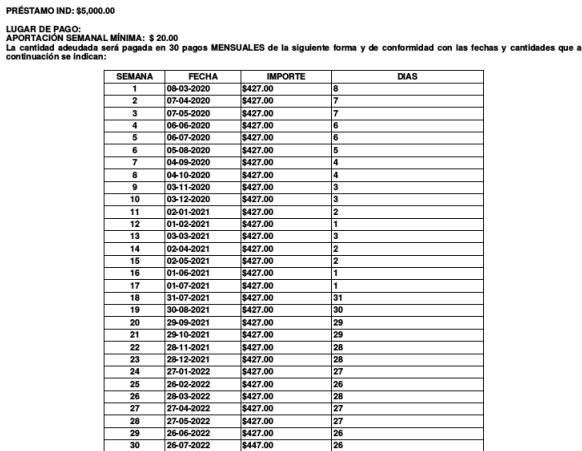 PRÉSTAMO IND: $5,000.00
LUGAR DE PAGO:
APORTACIÓN SEMANAL MÍNIMA: $ 20.00
La cantidad adeudada será pagada en 30 pagos MENSUALES de la siguiente forma y de conformidad con las fechas y cantidades que a
continuación se indican:
SEMANA FECHA IMPORTE DIAS
1 08-03-2020 $427.00 8
2 07-04-2020 $427.00 7
3 07-05-2020 $427.00 7
4 06-06-2020 $427.00 6
5 06-07-2020 $427.00 6
6 05-08-2020 $427.00 5
7 04-09-2020 $427.00 4
8 04-10-2020 $427.00 4
9 03-11-2020 $427.00 3
10 03-12-2020 $427.00 3
11 02-01-2021 $427.00 2
12 01-02-2021 $427.00 1
13 03-03-2021 $427.00 3
14 02-04-2021 $427.00 2
15 02-05-2021 $427.00 2
16 01-06-2021 $427.00 1
17 01-07-2021 $427.00 1
18 31-07-2021 $427.00 31
19 30-08-2021 $427.00 30
20 29-09-2021 $427.00 29
21 29-10-2021 $427.00 29
22 28-11-2021 $427.00 28
23 28-12-2021 $427.00 28
24 27-01-2022 $427.00 27
25 26-02-2022 $427.00 26
26 28-03-2022 $427.00 28
27 27-04-2022 $427.00 27
28 27-05-2022 $427.00 27
29 26-06-2022 $427.00 26
30 26-07-2022 $447.00 26